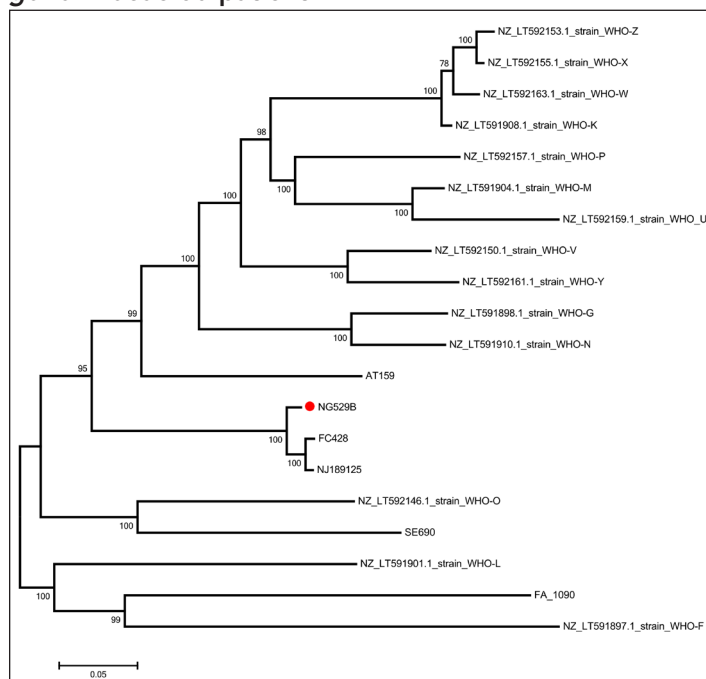 NZ_LT592153.1_strain_WHO-Z
100
NZ_LT592155.1_strain_WHO-X
78
NZ_LT592163.1_strain_WHO-W
100
NZ_LT591908.1_strain_WHO-K
98
NZ_LT592157.1_strain_WHO-P
100
NZ_LT591904.1_strain_WHO-M
100
NZ_LT592159.1_strain_WHO_U
100
NZ_LT592150.1_strain_WHO-V
100
NZ_LT592161.1_strain_WHO-Y
100
NZ_LT591898.1_strain_WHO-G
100
NZ_LT591910.1_strain_WHO-N
99
AT159
95
NG529B
100
FC428
100
NJ189125
NZ_LT592146.1_strain_WHO-O
100
SE690
NZ_LT591901.1_strain_WHO-L
100
FA_1090
99
NZ_LT591897.1_strain_WHO-F
0.05